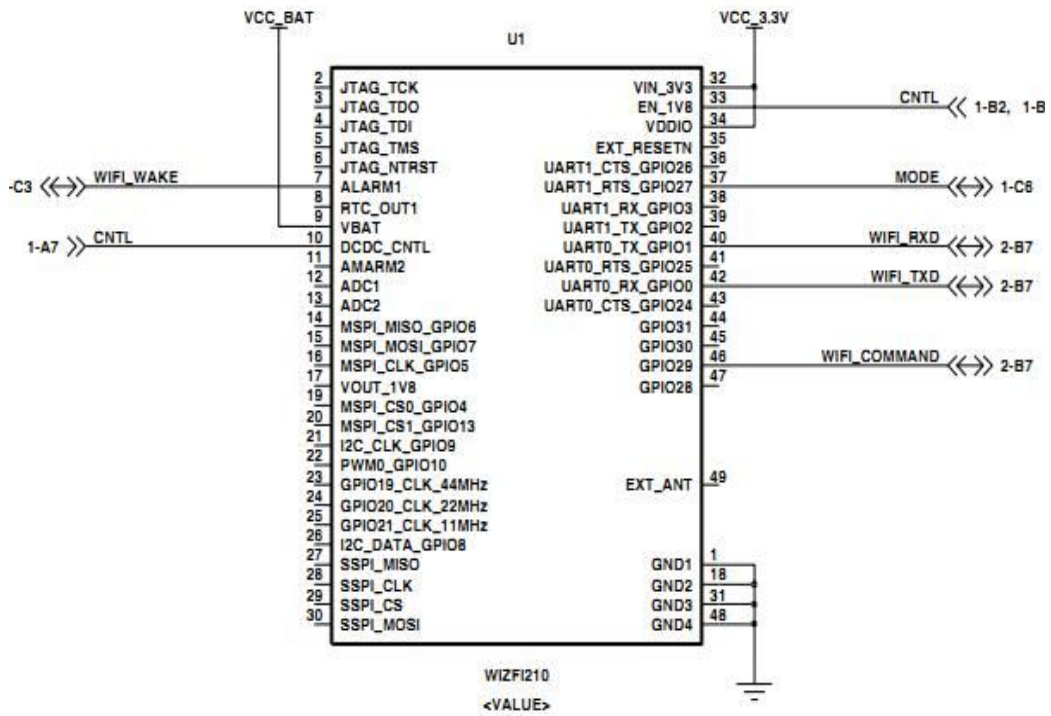 VCC_BAT
VCC_3.3V
U1
2 JTAG_TCK
3 JTAG_TDO
4 JTAG_TDI
5 JTAG_TMS
6 JTAG_NTRST
-C3 WIFI_WAKE 7 ALARM1
8 RTC_OUT1
9 VBAT
1-A7 CNTL 10 DCDC_CNTL
11 AMARM2
12 ADC1
13 ADC2
14 MSPI_MISO_GPIO6
15 MSPI_MOSI_GPIO7
16 MSPI_CLK_GPIO5
17 VOUT_1V8
19 MSPI_CS0_GPIO4
20 MSPI_CS1_GPIO13
21 I2C_CLK_GPIO9
22 PWM0_GPIO10
23 GPIO19_CLK_44MHz
24 GPIO20_CLK_22MHz
25 GPIO21_CLK_11MHz
26 I2C_DATA_GPIO8
27 SSPI_MISO
28 SSPI_CLK
29 SSPI_CS
30 SSPI_MOSI
VIN_3V3 32
EN_1V8 33 CNTL 1-B2, 1-B
VDDIO 34
EXT_RESETN 35
UART1_CTS_GPIO26 36
UART1_RTS_GPIO27 37 MODE 1-C6
UART1_RX_GPIO3 38
UART1_TX_GPIO2 39
UART0_TX_GPIO1 40 WIFI_RXD 2-B7
UART0_RTS_GPIO25 41
UART0_RX_GPIO0 42 WIFI_TXD 2-B7
UART0_CTS_GPIO24 43
GPIO31 44
GPIO30 45
GPIO29 46 WIFI_COMMAND 2-B7
GPIO28 47
EXT_ANT 49
GND1 1
GND2 18
GND3 31
GND4 48
WIZFI210
<VALUE>